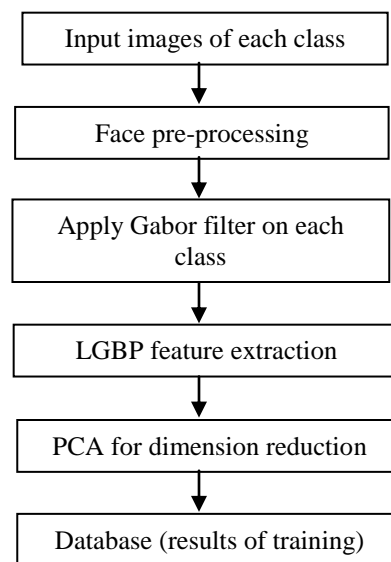 Input images of each class
Face pre-processing
Apply Gabor filter on each
class
LGBP feature extraction
PCA for dimension reduction
Database (results of training)